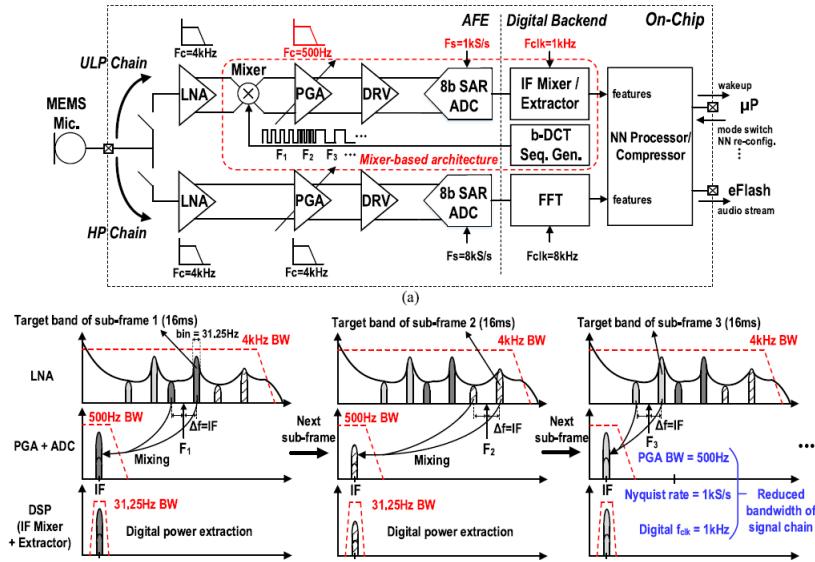 AFE
Digital Backend
On-Chip
Fc=4kHz
Fc=500Hz
Fs=1kS/s
Fclk=1kHz
ULP Chain
Mixer
LNA
PGA
DRV
8b SAR
ADC
IF Mixer /
Extractor
features
wakeup
μP
MEMS
Mic.
F1 F2 F3 ...
Mixer-based architecture
b-DCT
Seq. Gen.
NN Processor/
Compressor
mode switch
NN re-config.
⋮
eFlash
LNA
PGA
DRV
8b SAR
ADC
FFT
features
audio stream
HP Chain
Fc=4kHz
Fc=4kHz
Fs=8kS/s
Fclk=8kHz
(a)
Target band of sub-frame 1 (16ms)
bin = 31.25Hz
4kHz BW
Target band of sub-frame 2 (16ms)
4kHz BW
Target band of sub-frame 3 (16ms)
4kHz BW
LNA
Δf=IF
Δf=IF
Δf=IF
500Hz BW
F1
Next
sub-frame
500Hz BW
F2
Next
sub-frame
F3
PGA + ADC
Mixing
Mixing
PGA BW = 500Hz
...
IF
IF
IF
Nyquist rate = 1kS/s
Digital fclk = 1kHz
Reduced
bandwidth of
signal chain
31.25Hz BW
31.25Hz BW
DSP
(IF Mixer
+ Extractor)
Digital power extraction
Digital power extraction
IF
IF
IF